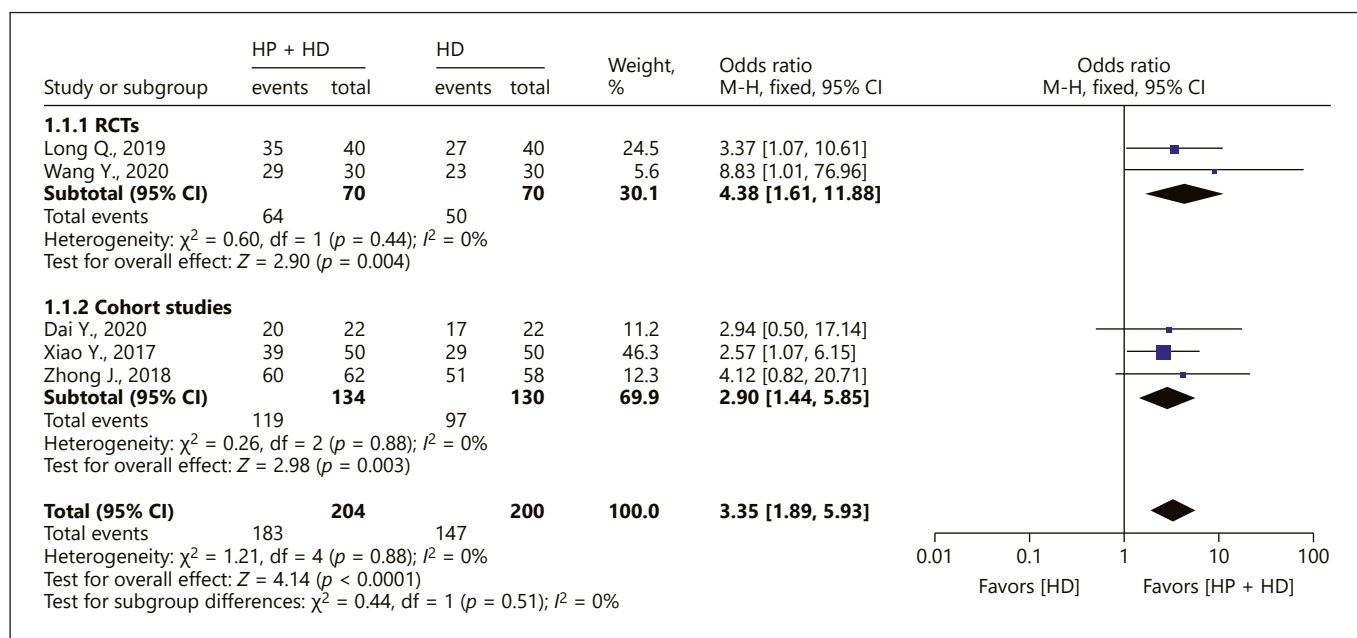 HP + HD HD Weight, Odds ratio Odds ratio
Study or subgroup events total events total % M-H, fixed, 95% CI M-H, fixed, 95% CI
1.1.1 RCTs
Long Q., 2019 35 40 27 40 24.5 3.37 [1.07, 10.61]
Wang Y., 2020 29 30 23 30 5.6 8.83 [1.01, 76.96]
Subtotal (95% CI) 70 70 30.1 4.38 [1.61, 11.88]
Total events 64 50
Heterogeneity: χ² = 0.60, df = 1 (p = 0.44); I² = 0%
Test for overall effect: Z = 2.90 (p = 0.004)
1.1.2 Cohort studies
Dai Y., 2020 20 22 17 22 11.2 2.94 [0.50, 17.14]
Xiao Y., 2017 39 50 29 50 46.3 2.57 [1.07, 6.15]
Zhong J., 2018 60 62 51 58 12.3 4.12 [0.82, 20.71]
Subtotal (95% CI) 134 130 69.9 2.90 [1.44, 5.85]
Total events 119 97
Heterogeneity: χ² = 0.26, df = 2 (p = 0.88); I² = 0%
Test for overall effect: Z = 2.98 (p = 0.003)
Total (95% CI) 204 200 100.0 3.35 [1.89, 5.93]
Total events 183 147
Heterogeneity: χ² = 1.21, df = 4 (p = 0.88); I² = 0%
Test for overall effect: Z = 4.14 (p < 0.0001)
Test for subgroup differences: χ² = 0.44, df = 1 (p = 0.51); I² = 0%
0.01 0.1 1 10 100
Favors [HD] Favors [HP + HD]